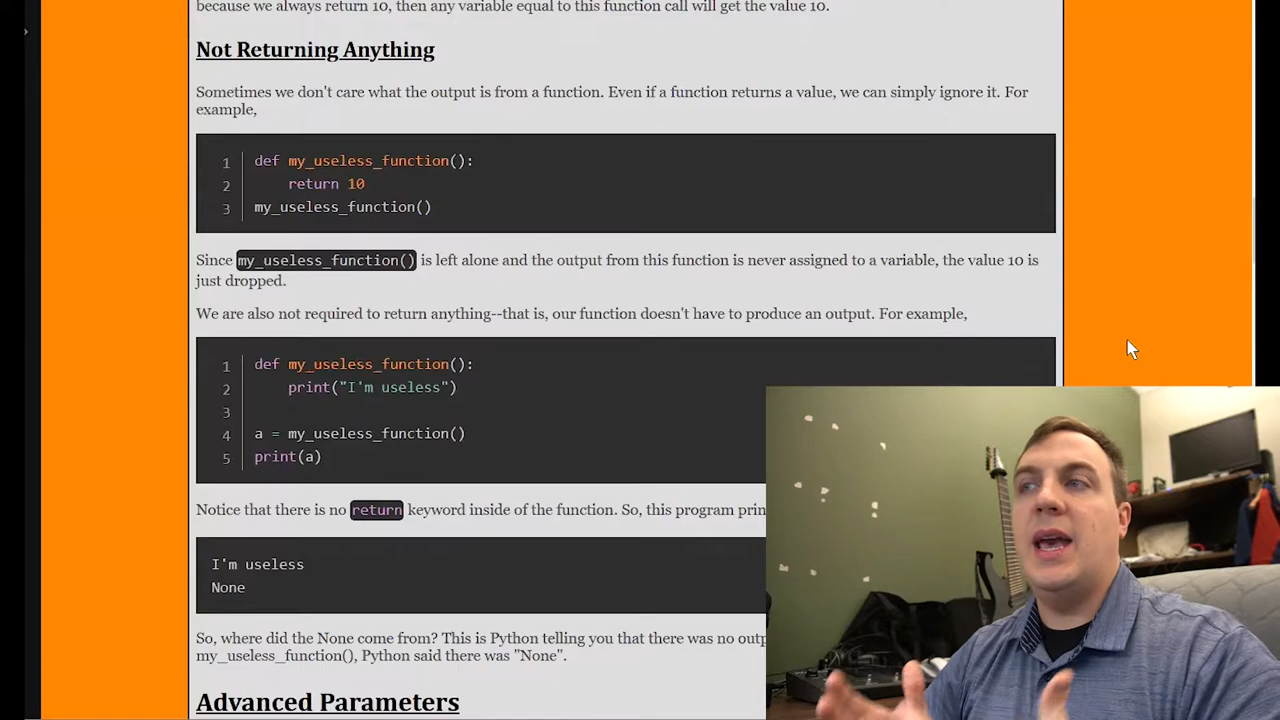 because we always return 10, then any variable equal to this function call will get the value 10.
Not Returning Anything
Sometimes we don't care what the output is from a function. Even if a function returns a value, we can simply ignore it. For
example,
1 def my_useless_function():
2 return 10
3 my_useless_function()
Since my_useless_function() is left alone and the output from this function is never assigned to a variable, the value 10 is
just dropped.
We are also not required to return anything--that is, our function doesn't have to produce an output. For example,
1 def my_useless_function():
2 print("I'm useless")
3
4 a = my_useless_function()
5 print(a)
Notice that there is no return keyword inside of the function. So, this program prin
I'm useless
None
So, where did the None come from? This is Python telling you that there was no outp
my_useless_function(), Python said there was "None".
Advanced Parameters